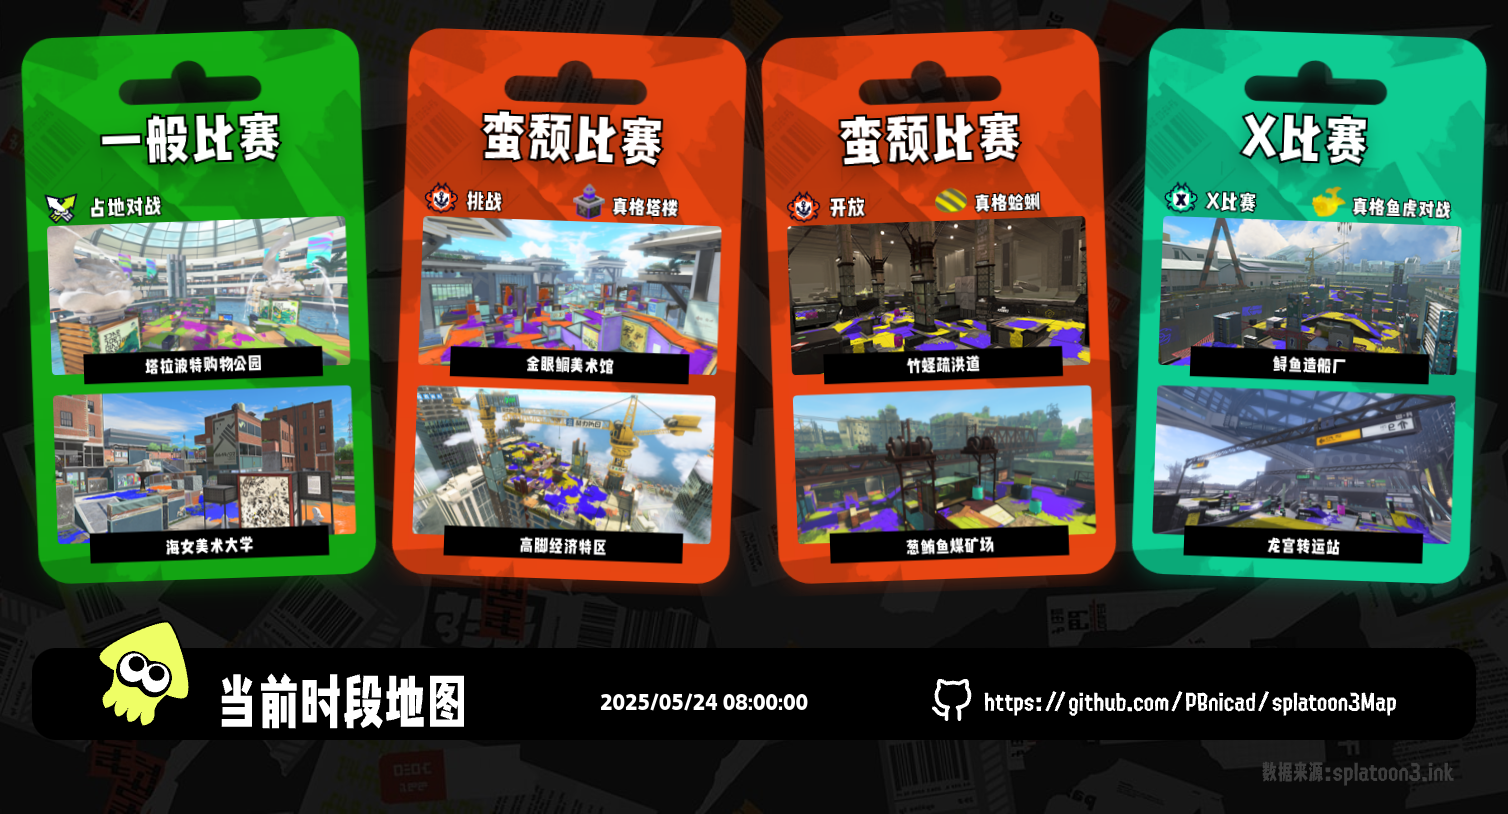 一般比赛
占地对战
塔拉波特购物公园
海女美术大学
蛮颓比赛
挑战
真格塔楼
金眼鲷美术馆
高脚经济特区
蛮颓比赛
开放
真格蛤蜊
竹蛏疏洪道
葱鲔鱼煤矿场
X比赛
X比赛
真格鱼虎对战
鲟鱼造船厂
龙宫转运站
当前时段地图
2025/05/24 08:00:00
https://github.com/PBnicad/splatoon3Map
数据来源:splatoon3.ink